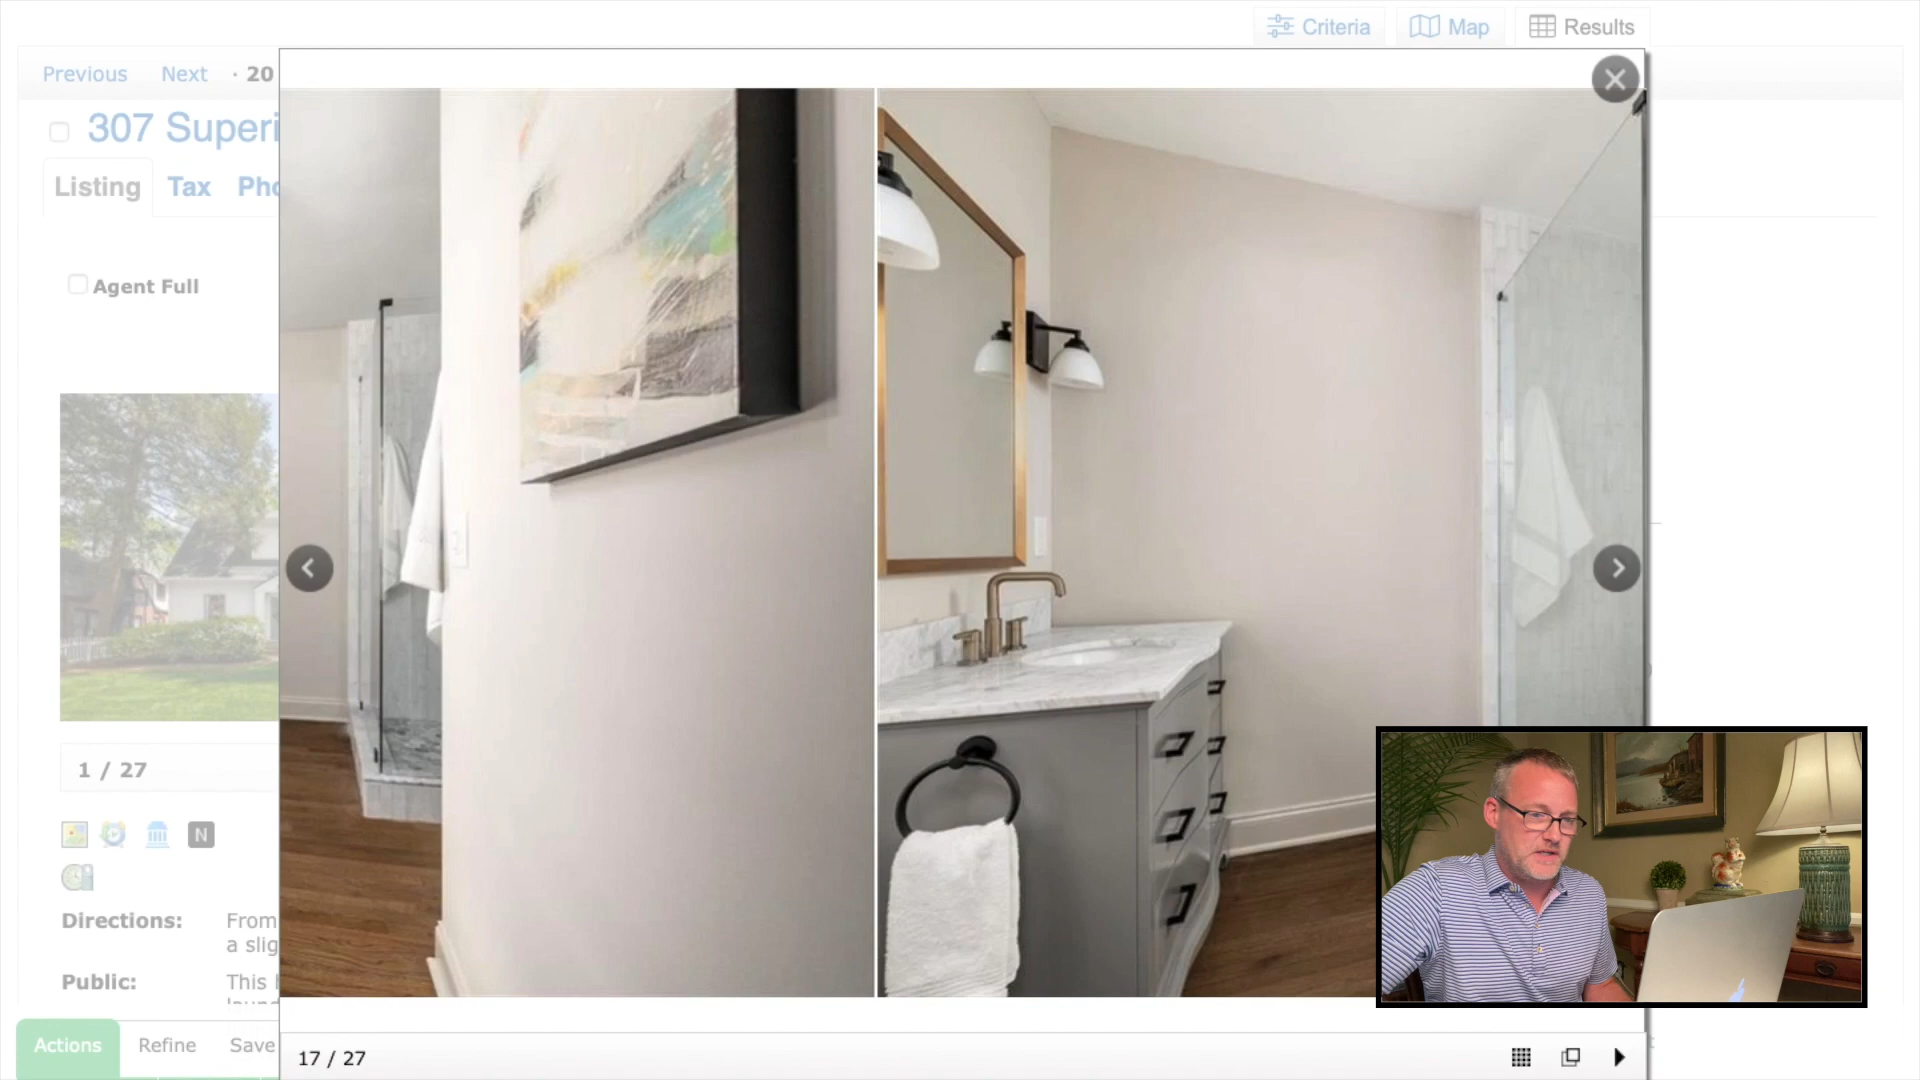 Criteria
Map
Results
Previous Next · 20
307 Superi
Listing Tax Pho
Agent Full
1 / 27
N
Directions: From
a slig
Public: This
Actions Refine Save
17 / 27